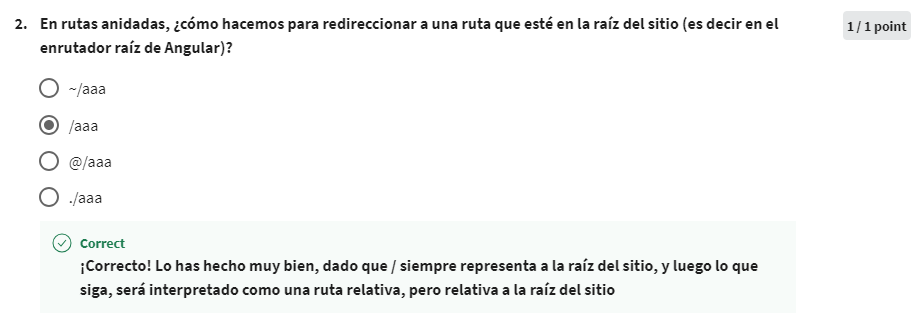 2. En rutas anidadas, ¿cómo hacemos para redireccionar a una ruta que esté en la raíz del sitio (es decir en el
1 / 1 point
enrutador raíz de Angular)?
~/aaa
/aaa
@/aaa
./aaa
Correct
¡Correcto! Lo has hecho muy bien, dado que / siempre representa a la raíz del sitio, y luego lo que
siga, será interpretado como una ruta relativa, pero relativa a la raíz del sitio